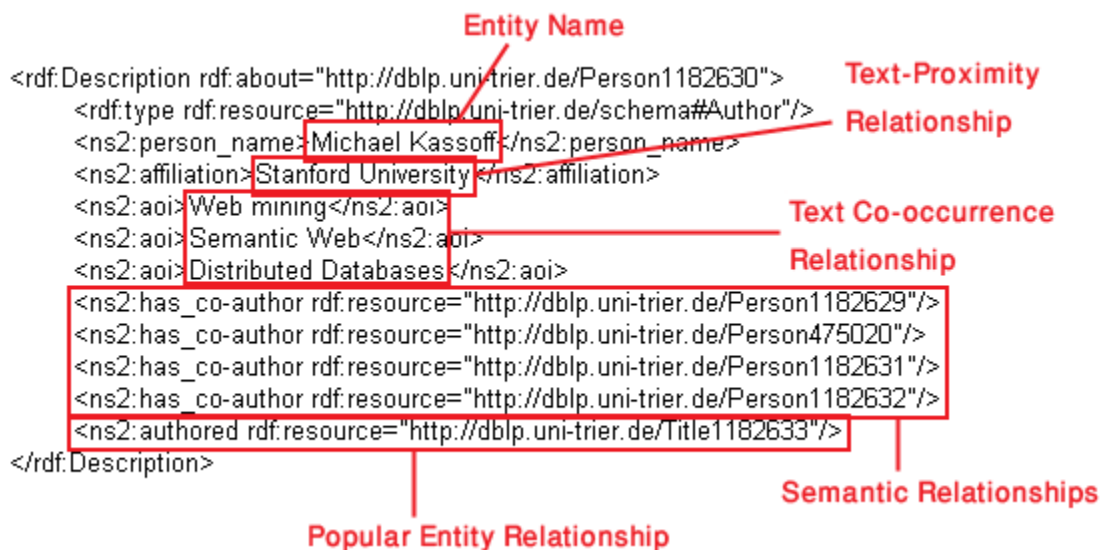 Entity Name
<rdf:Description rdf:about="http://dblp.uni-trier.de/Person1182630">
Text-Proximity
<rdf:type rdf:resource="http://dblp.uni-trier.de/schema#Author"/>
Relationship
<ns2:person_name>Michael Kassoff</ns2:person_name>
<ns2:affiliation>Stanford University </ns2:affiliation>
<ns2:aoi>Web mining</ns2:aoi>
Text Co-occurrence
<ns2:aoi>Semantic Web</ns2:aoi>
Relationship
<ns2:aoi>Distributed Databases </ns2:aoi>
<ns2:has_co-author rdf:resource="http://dblp.uni-trier.de/Person1182629"/>
<ns2:has_co-author rdf:resource="http://dblp.uni-trier.de/Person475020"/>
<ns2:has_co-author rdf:resource="http://dblp.uni-trier.de/Person1182631"/>
<ns2:has_co-author rdf:resource="http://dblp.uni-trier.de/Person1182632"/>
<ns2:authored rdf:resource="http://dblp.uni-trier.de/Title1182633"/>
</rdf:Description>
Semantic Relationships
Popular Entity Relationship